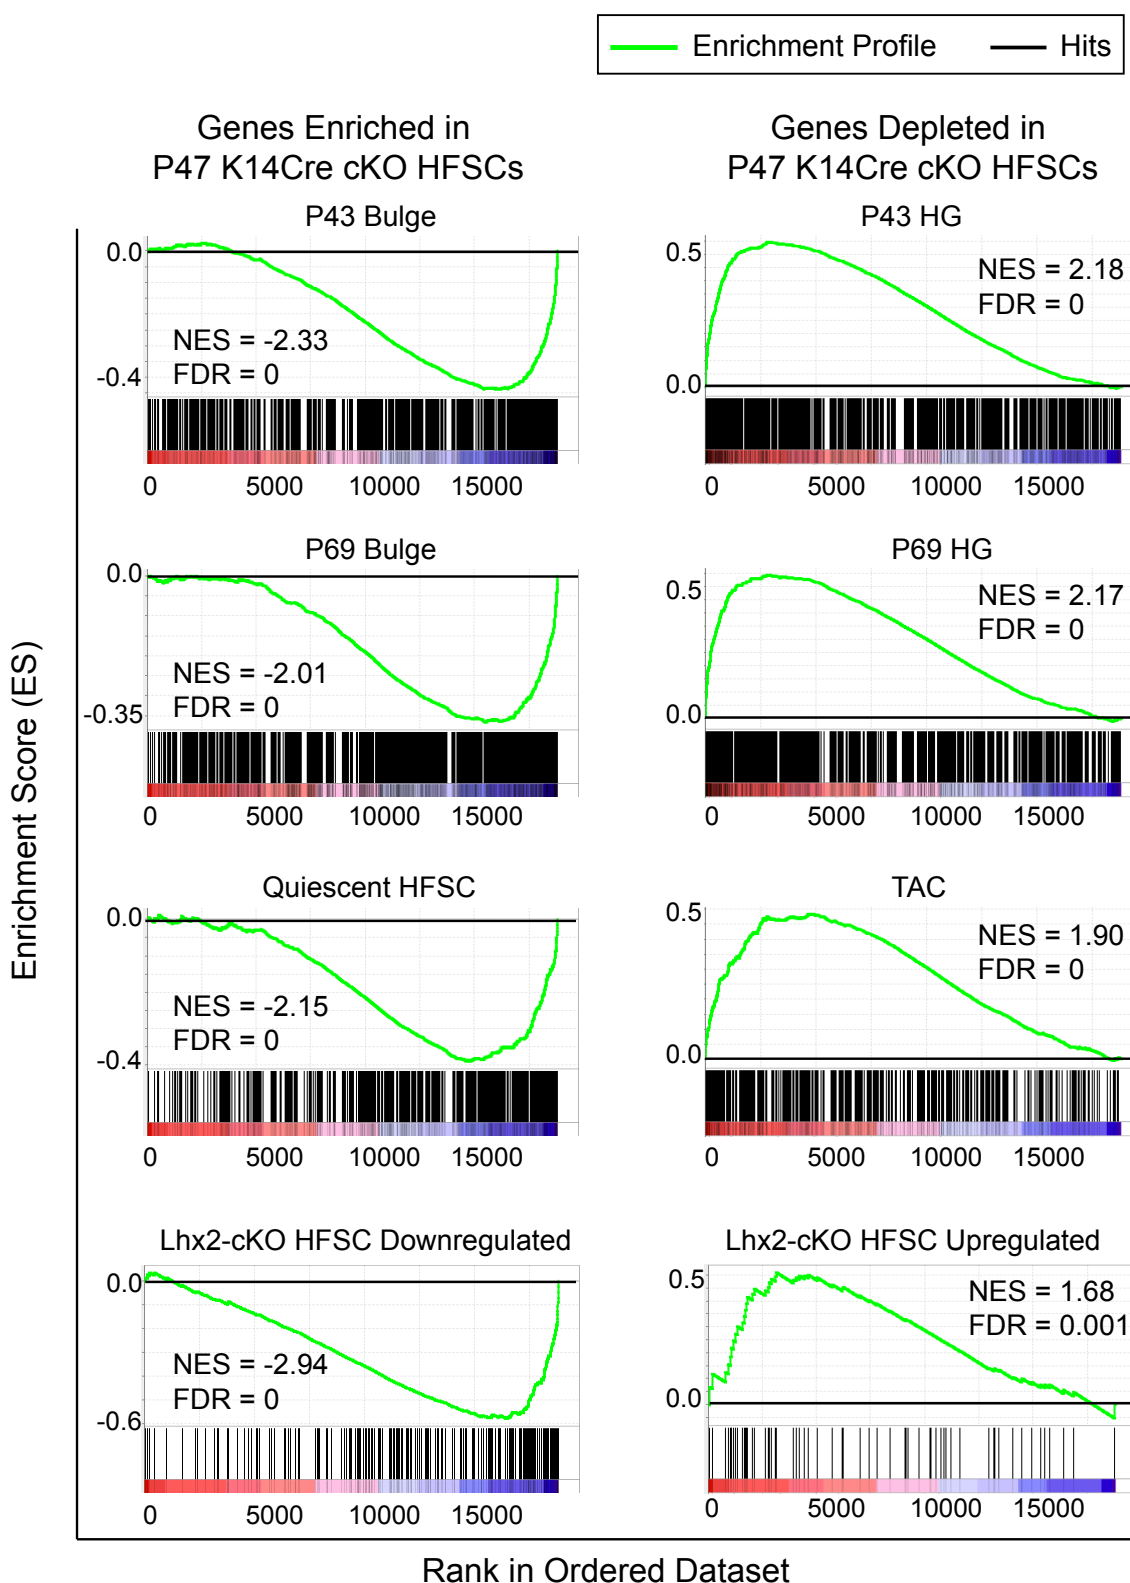 Enrichment Profile
Hits
Genes Enriched in
P47 K14Cre cKO HFSCs
Genes Depleted in
P47 K14Cre cKO HFSCs
P43 Bulge
0.0
-0.4
NES = -2.33
FDR = 0
0 5000 10000 15000
P43 HG
0.5
0.0
NES = 2.18
FDR = 0
0 5000 10000 15000
P69 Bulge
0.0
-0.35
NES = -2.01
FDR = 0
0 5000 10000 15000
P69 HG
0.5
0.0
NES = 2.17
FDR = 0
0 5000 10000 15000
Quiescent HFSC
0.0
-0.4
NES = -2.15
FDR = 0
0 5000 10000 15000
TAC
0.5
0.0
NES = 1.90
FDR = 0
0 5000 10000 15000
Lhx2-cKO HFSC Downregulated
0.0
-0.6
NES = -2.94
FDR = 0
0 5000 10000 15000
Lhx2-cKO HFSC Upregulated
0.5
0.0
NES = 1.68
FDR = 0.001
0 5000 10000 15000
Enrichment Score (ES)
Rank in Ordered Dataset